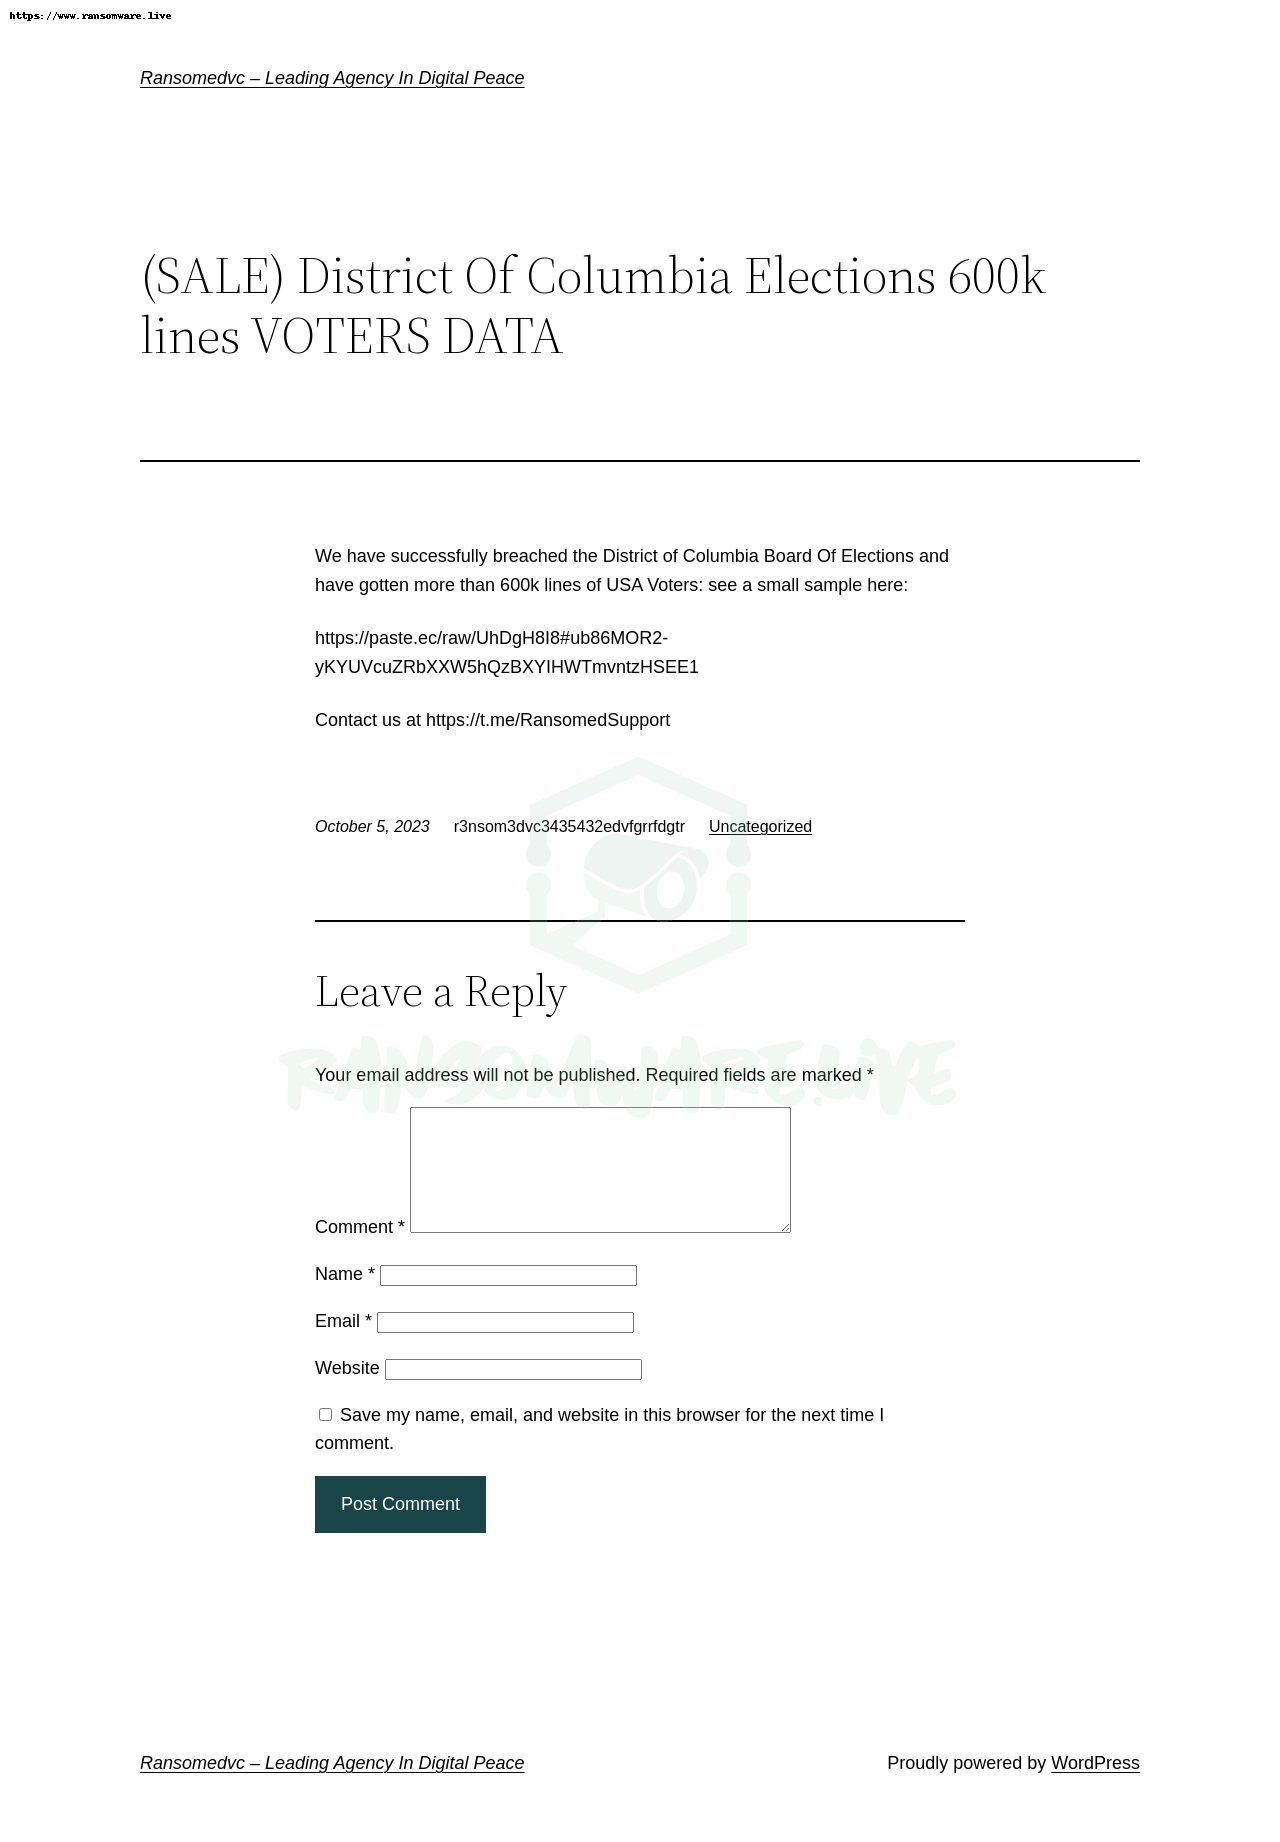 https://www.ransomware.live
Ransomedvc – Leading Agency In Digital Peace
(SALE) District Of Columbia Elections 600k
lines VOTERS DATA
We have successfully breached the District of Columbia Board Of Elections and
have gotten more than 600k lines of USA Voters: see a small sample here:
https://paste.ec/raw/UhDgH8I8#ub86MOR2-
yKYUVcuZRbXXW5hQzBXYIHWTmvntzHSEE1
Contact us at https://t.me/RansomedSupport
October 5, 2023 r3nsom3dvc3435432edvfgrrfdgtr Uncategorized
Leave a Reply
RANSOMWARE.LiVE
Your email address will not be published. Required fields are marked *
Comment *
Name *
Email *
Website
Save my name, email, and website in this browser for the next time I
comment.
Post Comment
Ransomedvc – Leading Agency In Digital Peace Proudly powered by WordPress